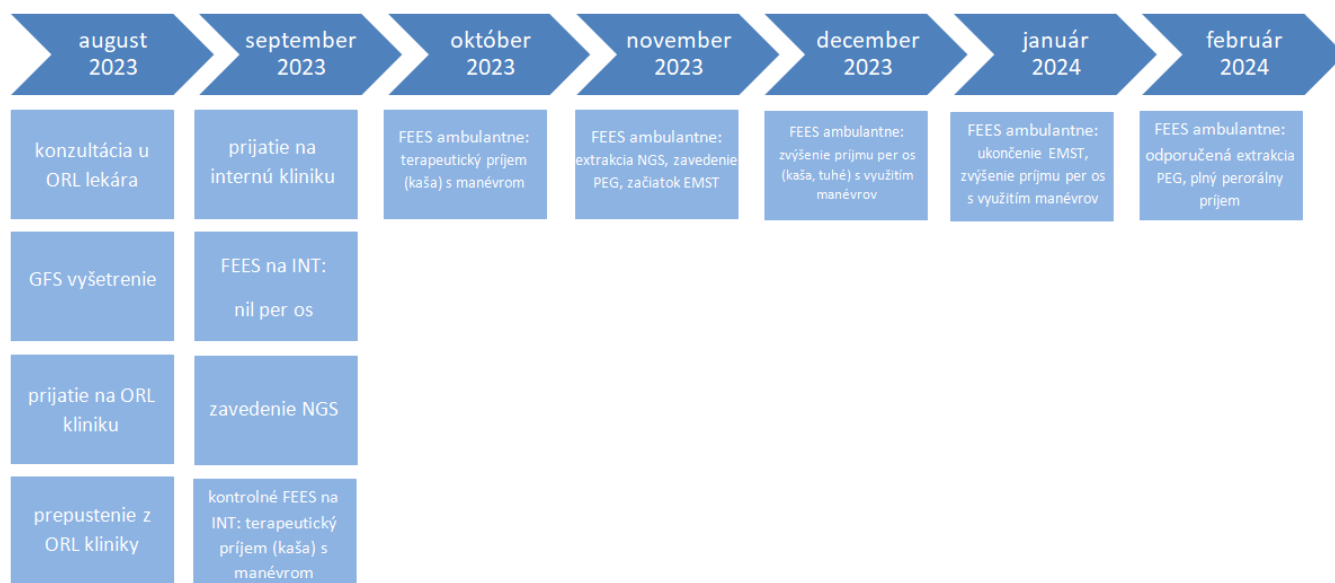 august
2023
september
2023
október
2023
november
2023
december
2023
január
2024
február
2024
konzultácia u
ORL lekára
GFS vyšetrenie
prijatie na ORL
kliniku
prepustenie z
ORL kliniky
prijatie na
internú kliniku
FEES na INT:
nil per os
zavedenie NGS
kontrolné FEES na
INT: terapeutický
príjem (kaša) s
manévrom
FEES ambulantne:
terapeutický príjem
(kaša) s manévrom
FEES ambulantne:
extrakcia NGS, zavedenie
PEG, začiatok EMST
FEES ambulantne:
zvýšenie príjmu per os
(kaša, tuhé) s využitím
manévrov
FEES ambulantne:
ukončenie EMST,
zvýšenie príjmu per os
s využitím manévrov
FEES ambulantne:
odporučená extrakcia
PEG, plný perorálny
príjem